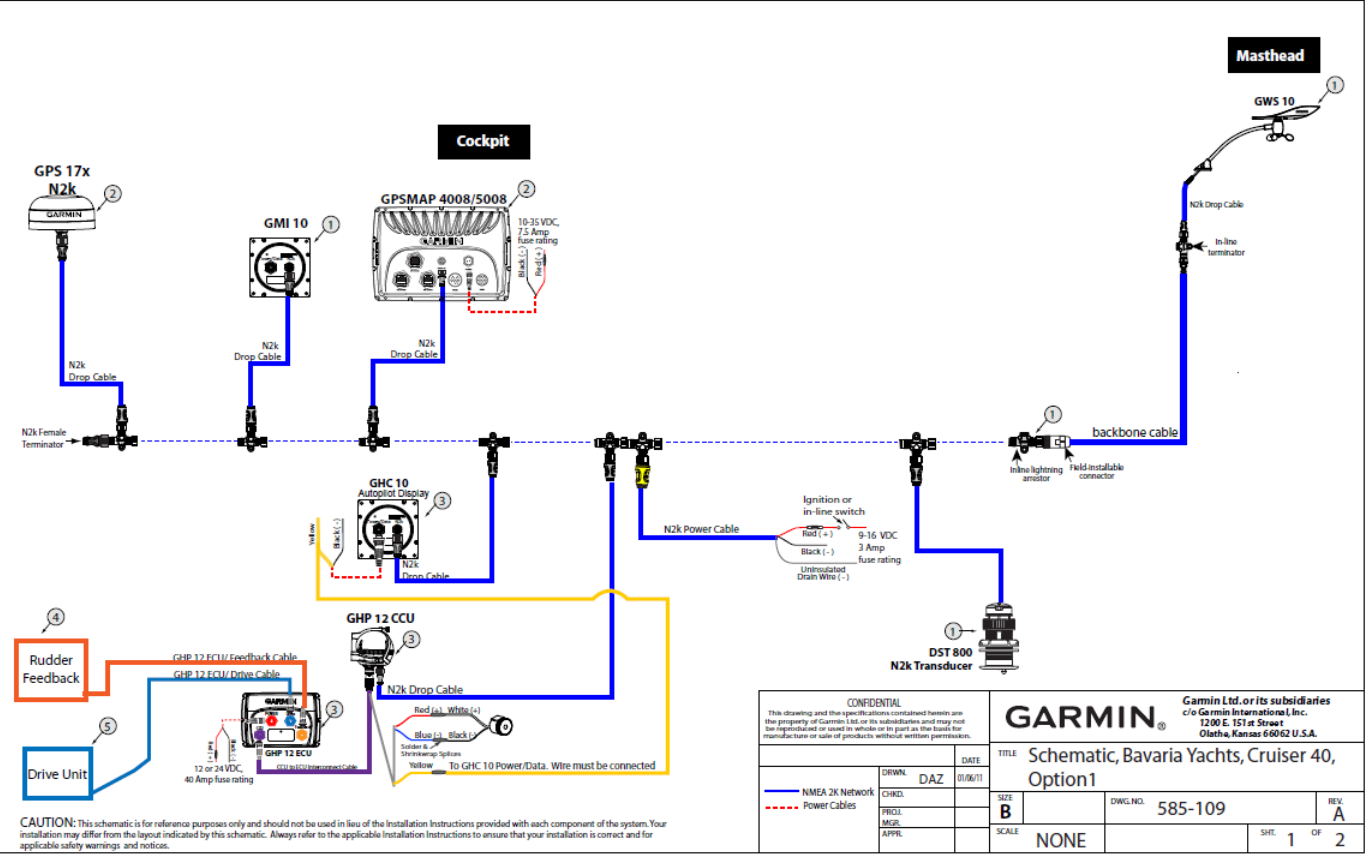 Masthead
1
GWS 10
Cockpit
GPS 17x
N2k
2
GARMIN
GMI 10
1
GPSMAP 4008/5008
2
GARMIN
10-35 VDC,
7.5 Amp
fuse rating
Black (-)
Red (+)
N2k Drop Cable
In-line
terminator
N2k
Drop Cable
N2k
Drop Cable
N2k
Drop Cable
N2k Female
Terminator
1
backbone cable
Inline lightning
arrestor
Field-Installable
connector
GHC 10
Autopilot Display
3
Yellow
Black (-)
N2k
Drop Cable
N2k Power Cable
Ignition or
in-line switch
Red (+)
Black (-)
Uninsulated
Drain Wire (-)
9-16 VDC
3 Amp
fuse rating
4
Rudder
Feedback
GHP 12 ECU/ Feedback Cable
GHP 12 ECU/ Drive Cable
GHP 12 CCU
3
N2k Drop Cable
1
DST 800
N2k Transducer
GARMIN
3
GHP 12 ECU
Red (+)
Black (-)
12 or 24 VDC,
40 Amp fuse rating
CCU to ECU Interconnect Cable
Red (+) White (+)
Blue (-) Black (-)
Solder &
Shrinkwrap Splices
Yellow
To GHC 10 Power/Data. Wire must be connected
5
Drive Unit
CAUTION: This schematic is for reference purposes only and should not be used in lieu of the Installation Instructions provided with each component of the system. Your
installation may differ from the layout indicated by this schematic. Always refer to the applicable Installation Instructions to ensure that your installation is correct and for
applicable safety warnings and notices.
CONFIDENTIAL
This drawing and the specifications contained herein are
the property of Garmin Ltd. or its subsidiaries and may not
be reproduced or used in whole or in part as the basis for
manufacture or sale of products without written permission.
NMEA 2K Network
Power Cables
DATE
DRWN. DAZ 01/06/11
CHKD.
PROJ.
MGR.
APPR.
GARMIN®
Garmin Ltd. or its subsidiaries
c/o Garmin International, Inc.
1200 E. 151st Street
Olathe, Kansas 66062 U.S.A.
TITLE Schematic, Bavaria Yachts, Cruiser 40,
Option1
SIZE
B
DWG. NO. 585-109
REV.
A
SCALE NONE
SHT. 1 OF 2